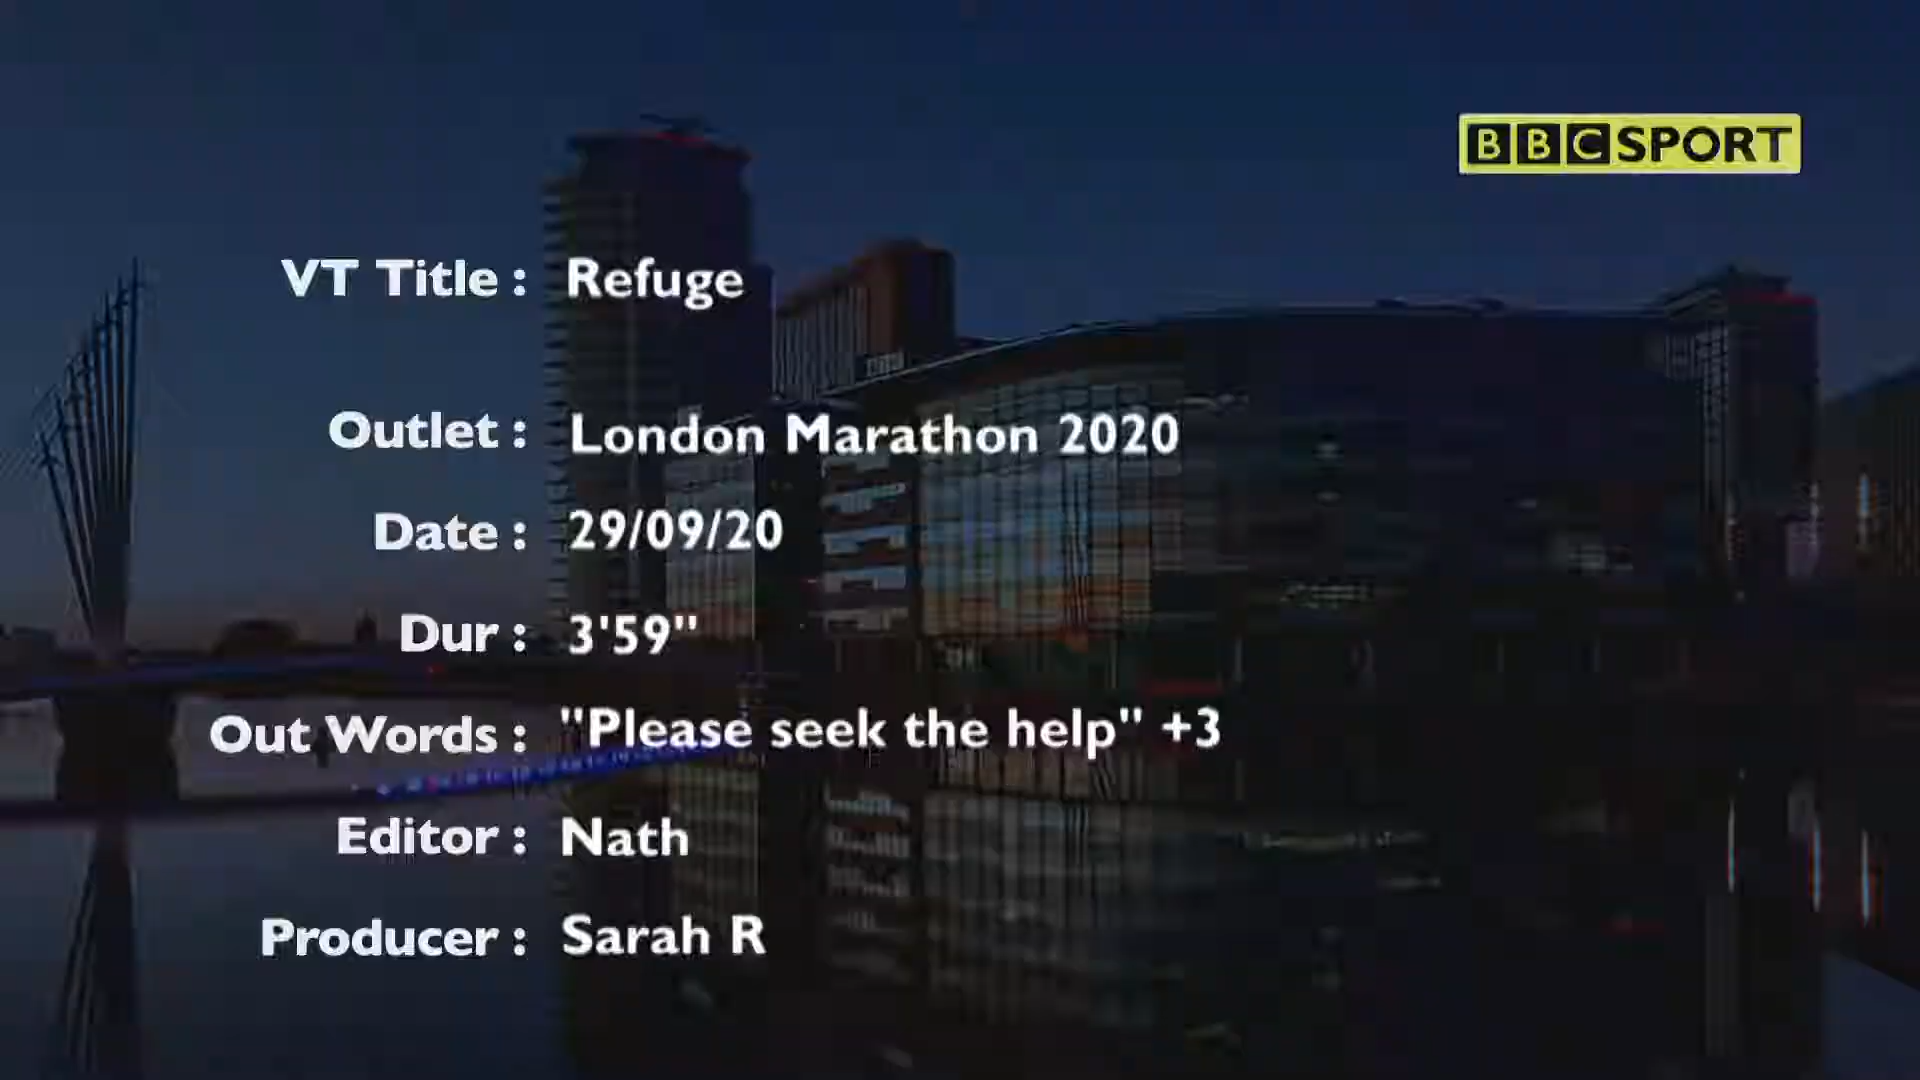 BBC SPORT
VT Title : Refuge
Outlet : London Marathon 2020
Date : 29/09/20
Dur : 3'59"
Out Words : "Please seek the help" +3
Editor : Nath
Producer : Sarah R